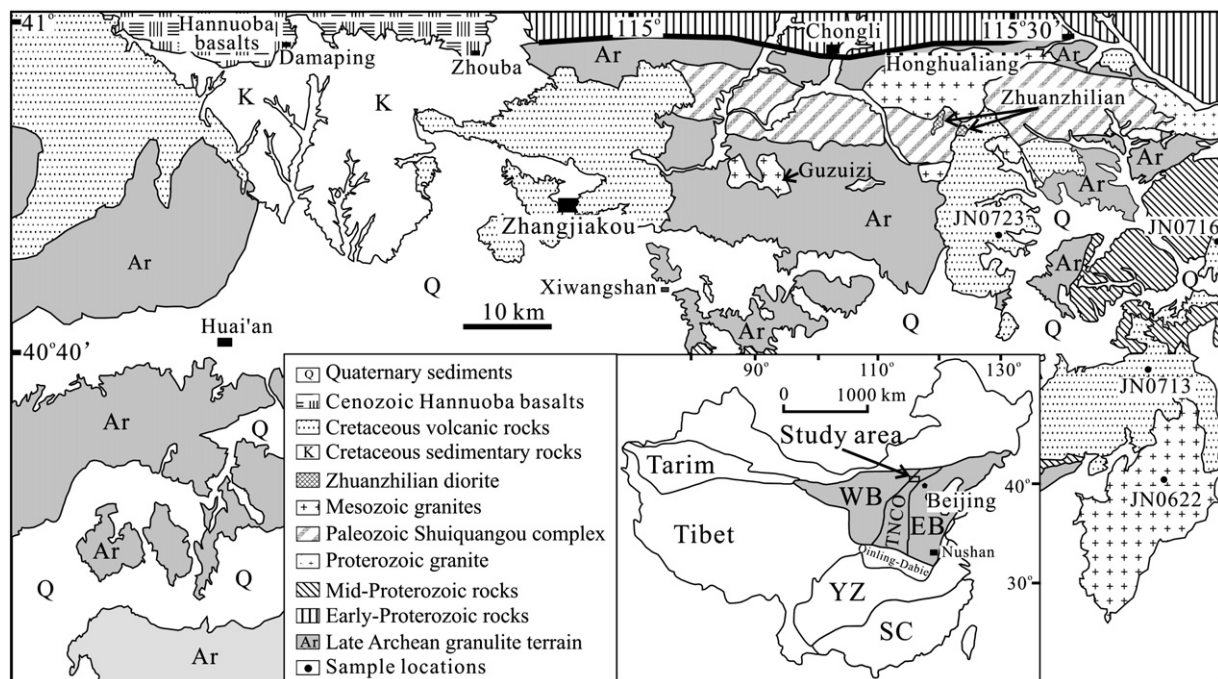 41°
Hannuoba
basalts
Damaping
Zhouba
115°
Chongli
115°30'
Ar
Ar
Honghualiang
Zhuanzhilian
K
K
Guzuizi
Ar
Ar
Zhangjiakou
Ar
Q
JN0723
JN0716
Ar
Q
Xiwangshan
Ar
Q
10 km
Q
Q
Huai'an
Ar
40°40'
JN0713
Ar
Q
Ar
Q
Q
Ar
JN0622
Q Quaternary sediments
Cenozoic Hannuoba basalts
Cretaceous volcanic rocks
K Cretaceous sedimentary rocks
Zhuanzhilian diorite
Mesozoic granites
Paleozoic Shuiquangou complex
Proterozoic granite
Mid-Proterozoic rocks
Early-Proterozoic rocks
Ar Late Archean granulite terrain
Sample locations
90°
110°
130°
0 1000 km
Study area
Tarim
WB
TNCO
EB
Beijing
40°
Tibet
Nushan
Qinling-Dabie
30°
YZ
SC